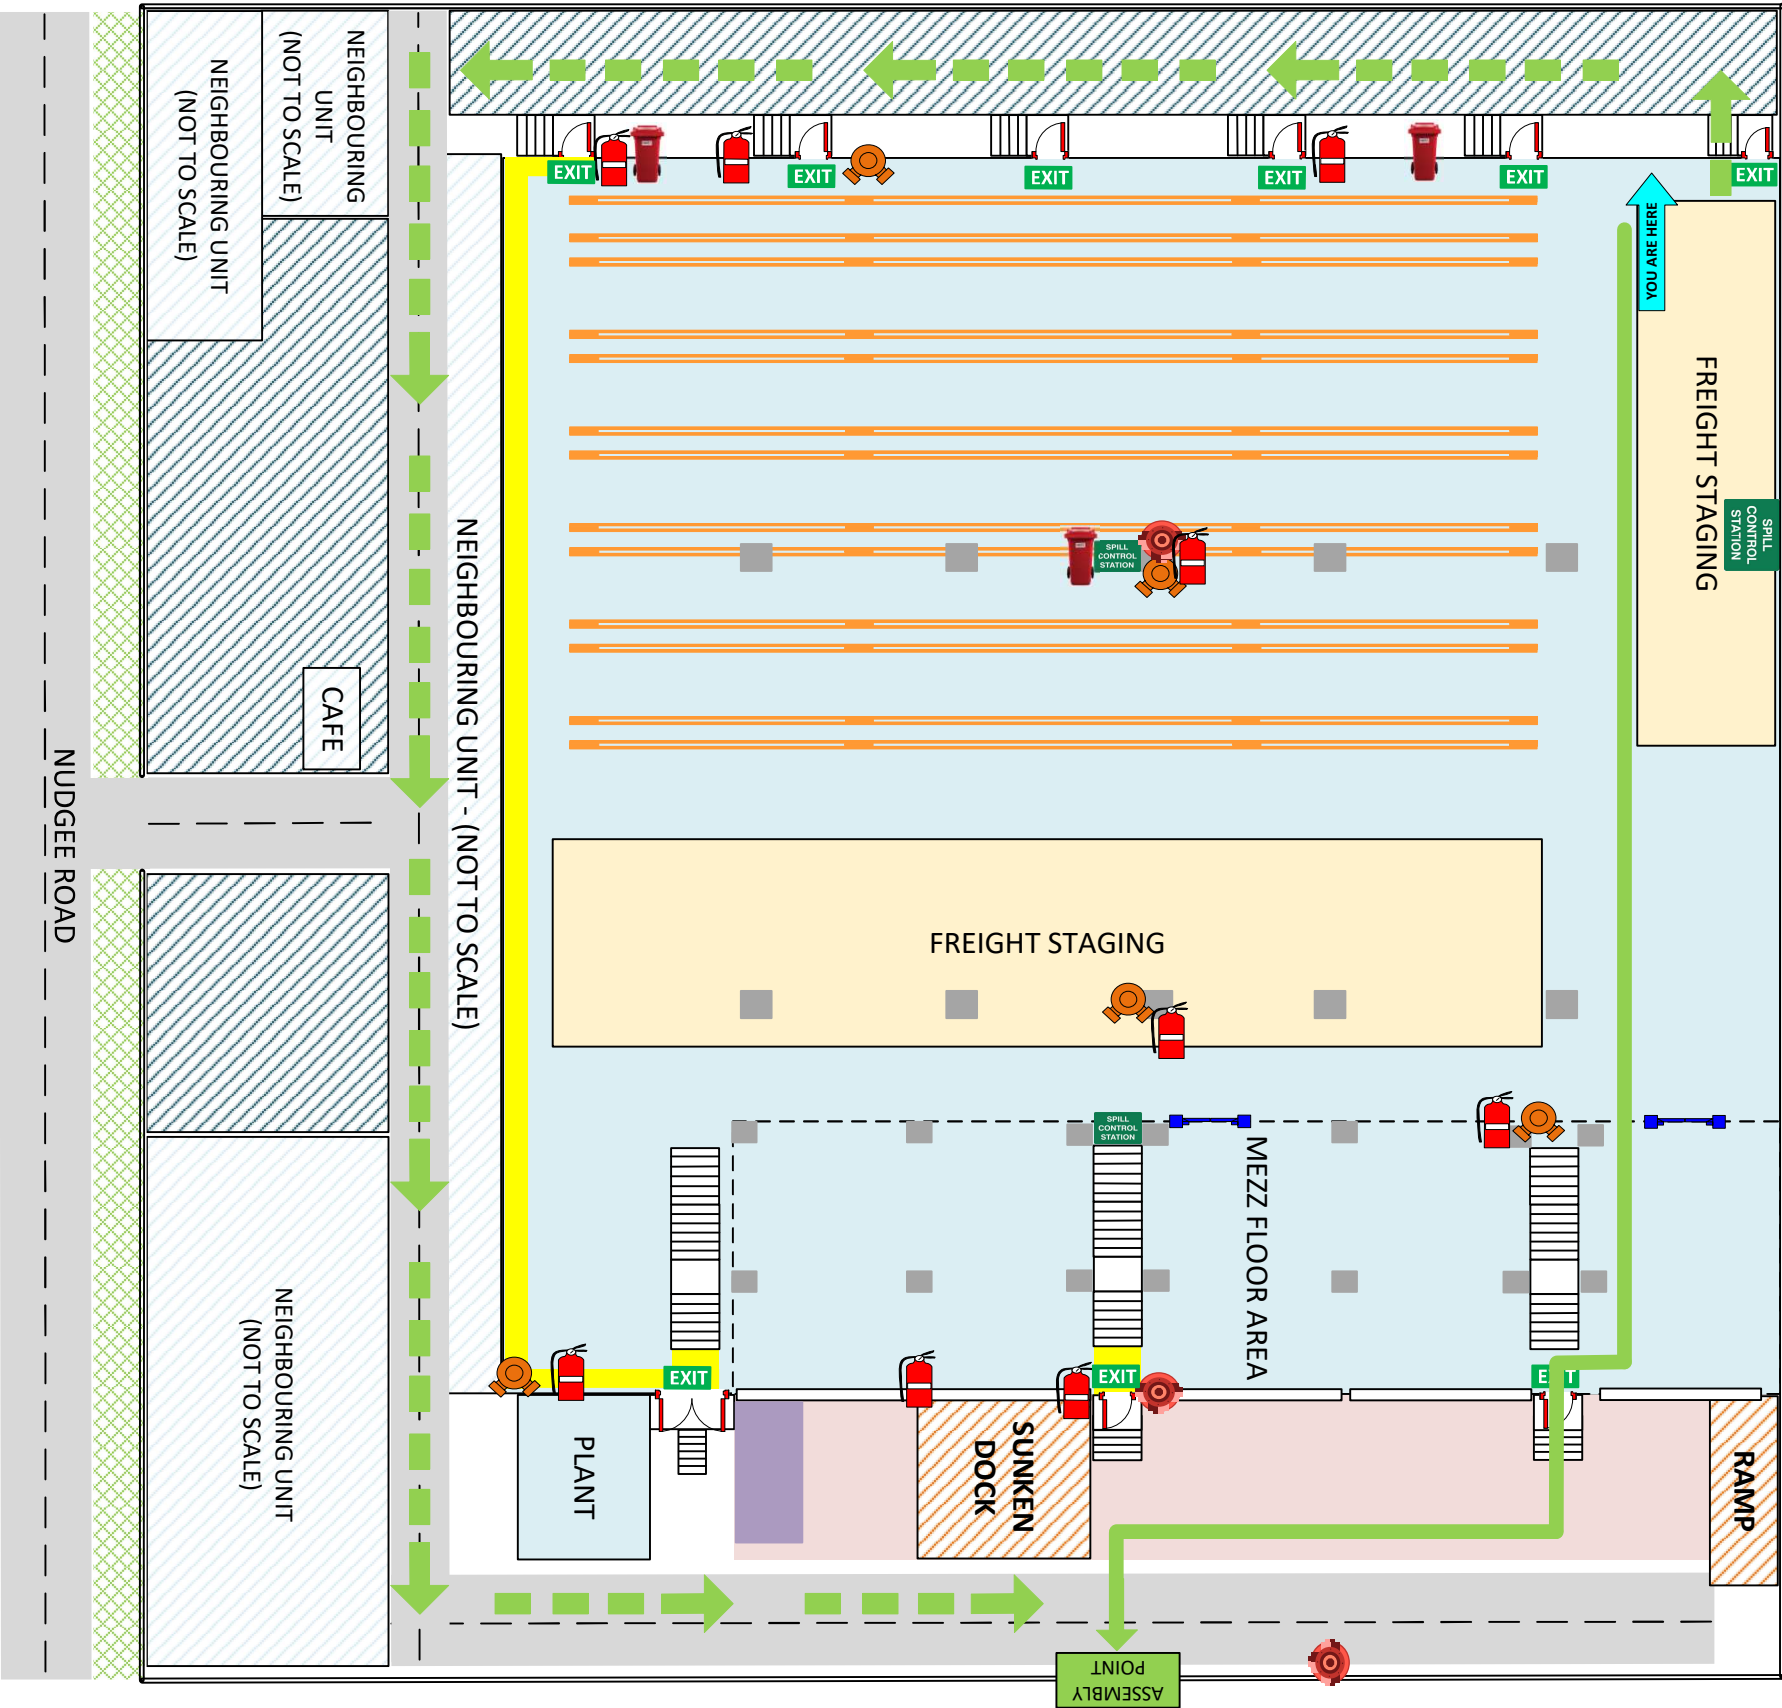 NEIGHBOURING
UNIT
(NOT TO SCALE)
NEIGHBOURING UNIT
(NOT TO SCALE)
EXIT
EXIT
EXIT
EXIT
EXIT
EXIT
YOU ARE HERE
FREIGHT STAGING
SPILL
CONTROL
STATION
SPILL
CONTROL
STATION
NEIGHBOURING UNIT - (NOT TO SCALE)
CAFE
NUDGEE ROAD
FREIGHT STAGING
SPILL
CONTROL
STATION
MEZZ FLOOR AREA
NEIGHBOURING UNIT
(NOT TO SCALE)
EXIT
EXIT
EXIT
PLANT
SUNKEN
DOCK
RAMP
ASSEMBLY
POINT